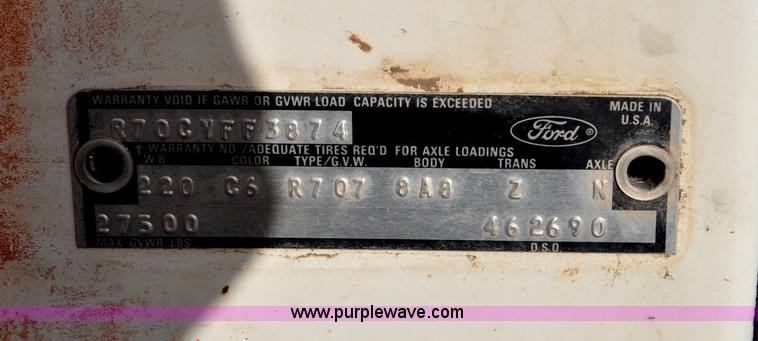 WARRANTY VOID IF GAWR OR GVWR LOAD CAPACITY IS EXCEEDED
MADE IN
U.S.A.
R70CVFF3874
Ford ®
↑ WARRANTY NO./ADEQUATE TIRES REQ'D FOR AXLE LOADINGS
W B COLOR TYPE/G.V.W. BODY TRANS AXLE
220 C6 R707 8A8 Z N
27500 462690
MAX GVWR LBS D.S.O.
www.purplewave.com